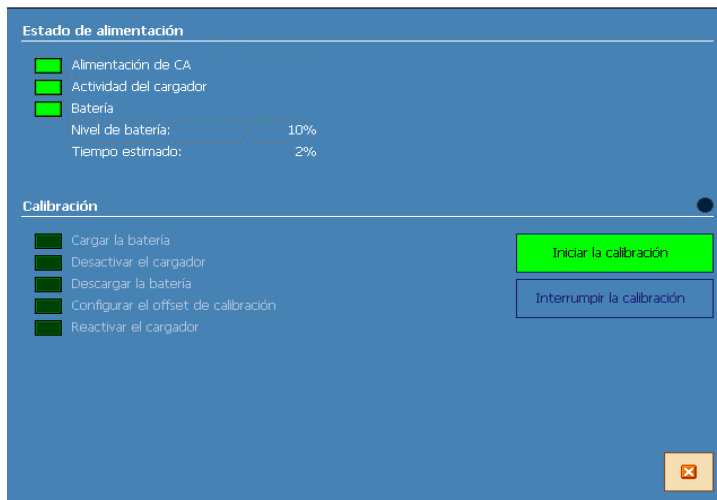 Estado de alimentación
Alimentación de CA
Actividad del cargador
Batería
Nivel de batería: 10%
Tiempo estimado: 2%
Calibración
Cargar la batería
Iniciar la calibración
Desactivar el cargador
Descargar la batería
Interrumpir la calibración
Configurar el offset de calibración
Reactivar el cargador